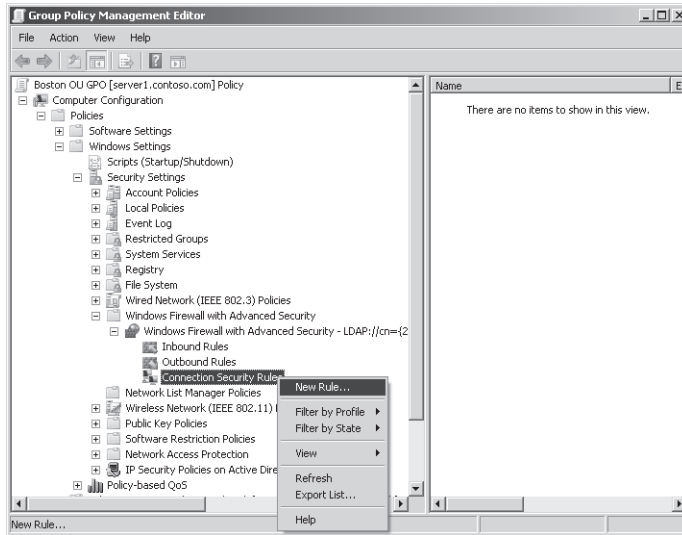 Group Policy Management Editor
File Action View Help
Boston OU GPO [server1.contoso.com] Policy
Computer Configuration
Policies
Software Settings
Windows Settings
Scripts (Startup/Shutdown)
Security Settings
Account Policies
Local Policies
Event Log
Restricted Groups
System Services
Registry
File System
Wired Network (IEEE 802.3) Policies
Windows Firewall with Advanced Security
Windows Firewall with Advanced Security - LDAP://cn={2
Inbound Rules
Outbound Rules
Connection Security Rule
Network List Manager Policies
Wireless Network (IEEE 802.11)
Public Key Policies
Software Restriction Policies
Network Access Protection
IP Security Policies on Active Dire
Policy-based QoS
Name E
There are no items to show in this view.
New Rule...
Filter by Profile
Filter by State
View
Refresh
Export List...
Help
New Rule...